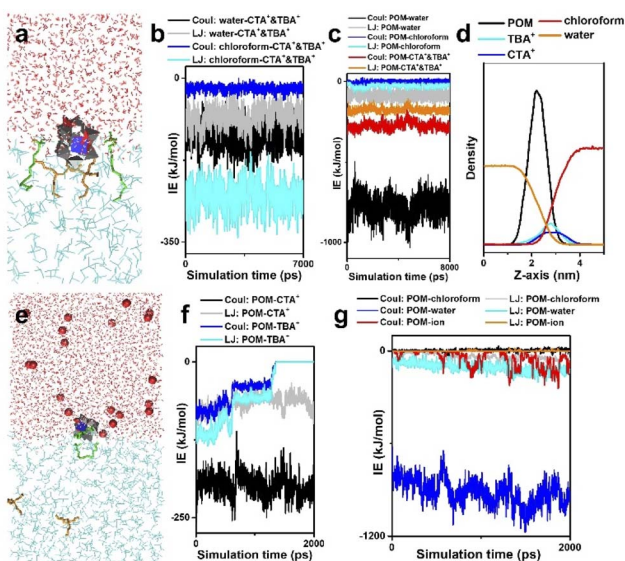 a
b
Coul: water-CTA⁺&TBA⁺
LJ: water-CTA⁺&TBA⁺
Coul: chloroform-CTA⁺&TBA⁺
LJ: chloroform-CTA⁺&TBA⁺
0
IE (kJ/mol)
-350
0
7000
Simulation time (ps)
c
Coul: POM-water
LJ: POM-water
Coul: POM-chloroform
LJ: POM-chloroform
Coul: POM-CTA⁺&TBA⁺
LJ: POM-CTA⁺&TBA⁺
0
IE (kJ/mol)
-1000
0
8000
Simulation time (ps)
d
POM
TBA⁺
CTA⁺
chloroform
water
Density
0
2
4
Z-axis (nm)
e
f
Coul: POM-CTA⁺
LJ: POM-CTA⁺
Coul: POM-TBA⁺
LJ: POM-TBA⁺
0
IE (kJ/mol)
-250
0
2000
Simulation time (ps)
g
Coul: POM-chloroform
Coul: POM-water
Coul: POM-ion
LJ: POM-chloroform
LJ: POM-water
LJ: POM-ion
0
IE (kJ/mol)
-1200
0
2000
Simulation time (ps)